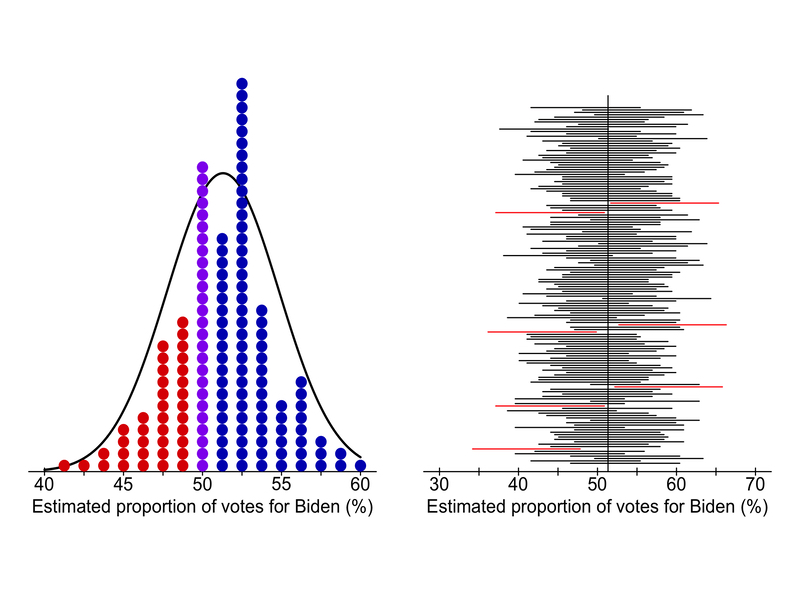 40 45 50 55 60
Estimated proportion of votes for Biden (%)
30 40 50 60 70
Estimated proportion of votes for Biden (%)